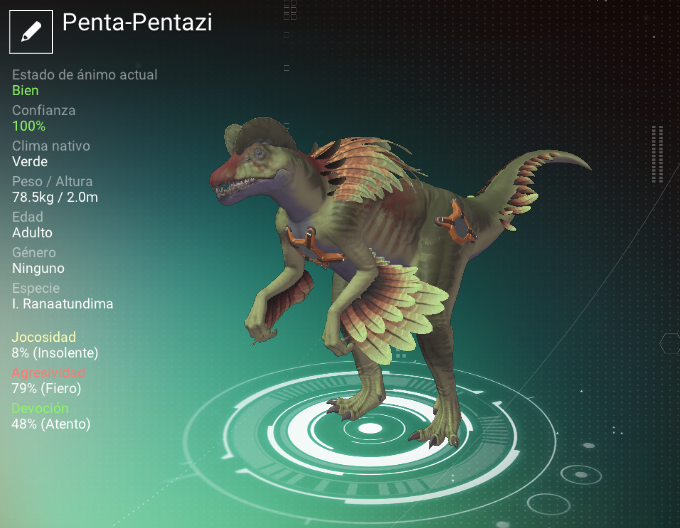 Penta-Pentazi
Estado de ánimo actual
Bien
Confianza
100%
Clima nativo
Verde
Peso / Altura
78.5kg / 2.0m
Edad
Adulto
Género
Ninguno
Especie
I. Ranaatundima
Jocosidad
8% (Insolente)
Agresividad
79% (Fiero)
Devoción
48% (Atento)